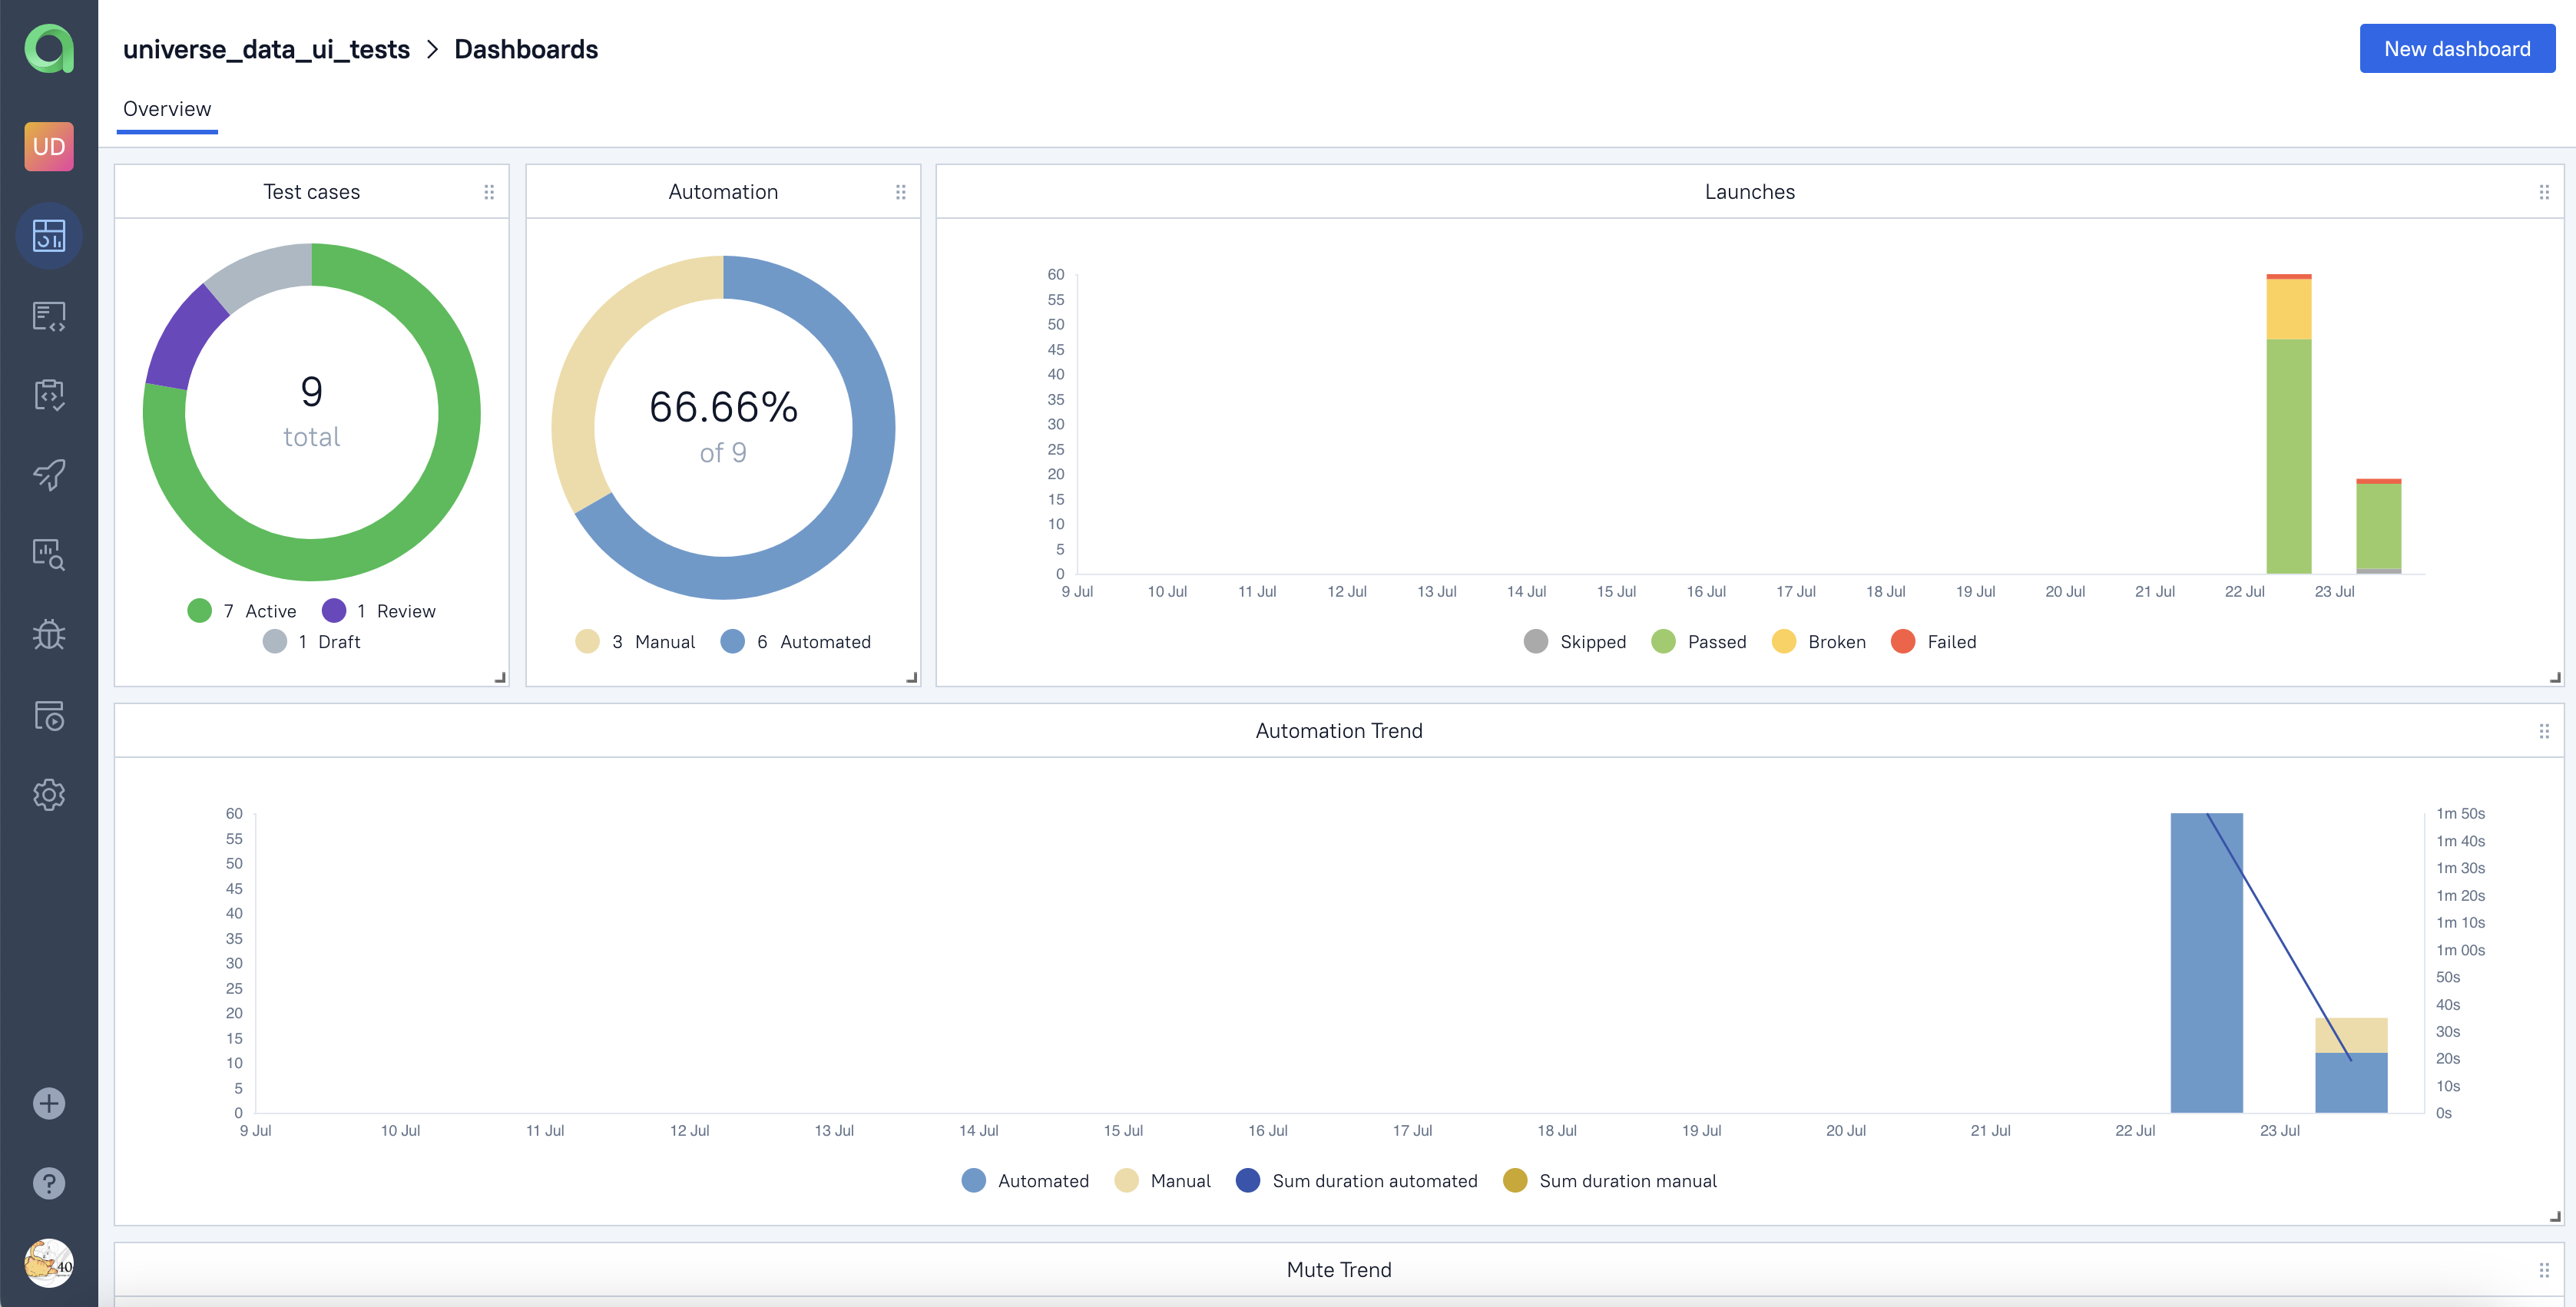 universe_data_ui_tests > Dashboards
New dashboard
Overview
UD
Test cases
9
total
7 Active 1 Review
1 Draft
Automation
66.66%
of 9
3 Manual 6 Automated
Launches
60
55
50
45
40
35
30
25
20
15
10
5
0
9 Jul 10 Jul 11 Jul 12 Jul 13 Jul 14 Jul 15 Jul 16 Jul 17 Jul 18 Jul 19 Jul 20 Jul 21 Jul 22 Jul 23 Jul
Skipped Passed Broken Failed
Automation Trend
60
55
50
45
40
35
30
25
20
15
10
5
0
1m 50s
1m 40s
1m 30s
1m 20s
1m 10s
1m 00s
50s
40s
30s
20s
10s
0s
9 Jul 10 Jul 11 Jul 12 Jul 13 Jul 14 Jul 15 Jul 16 Jul 17 Jul 18 Jul 19 Jul 20 Jul 21 Jul 22 Jul 23 Jul
Automated Manual Sum duration automated Sum duration manual
Mute Trend
40